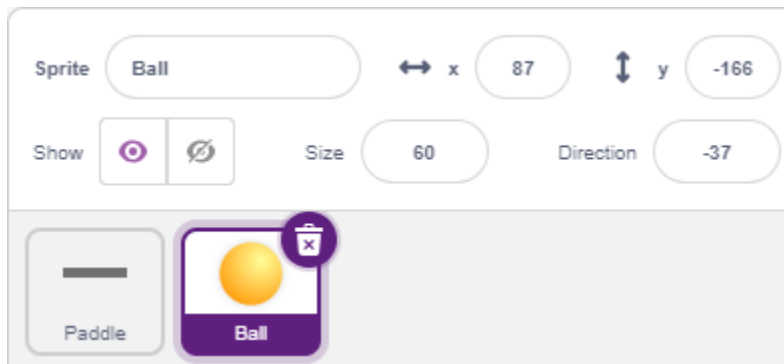 Sprite Ball x 87 y -166
Show Size 60 Direction -37
Paddle Ball